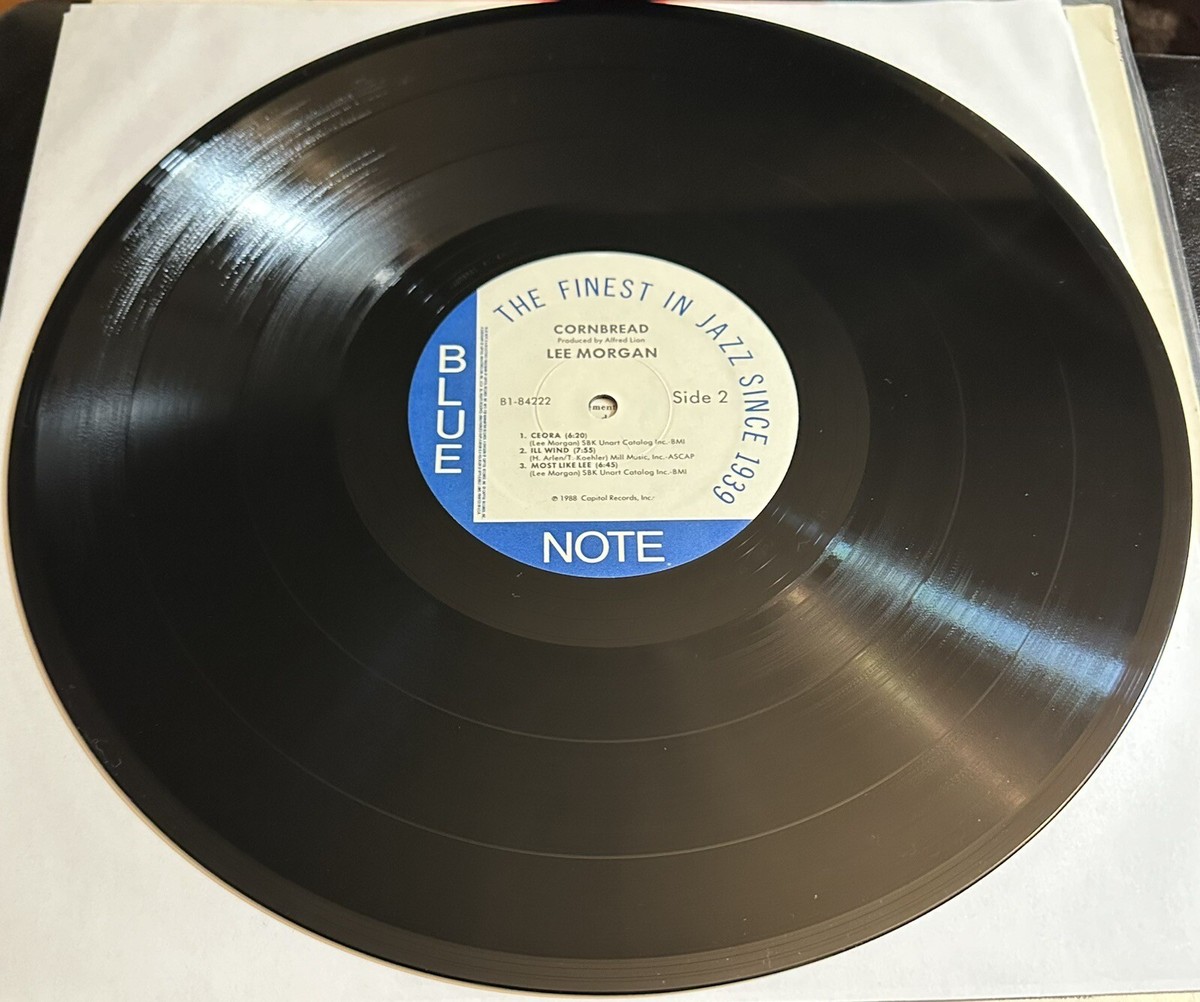 THE FINEST IN JAZZ SINCE 1939
CORNBREAD
Produced by Alfred Lion
LEE MORGAN
B1-84222
Side 2
ment
1. CEORA (6:20)
(Lee Morgan) SBK Unart Catalog Inc.-BMI
2. ILL WIND (7:55)
(H. Arlen/T. Koehler) Mill Music, Inc.-ASCAP
3. MOST LIKE LEE (6:45)
(Lee Morgan) SBK Unart Catalog Inc.-BMI
℗ 1988 Capitol Records, Inc.
BLUE
NOTE